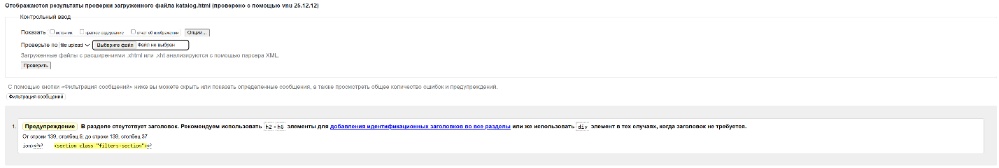 Отображаются результаты проверки загруженного файла katalog.html (проверено с помощью vnu 25.12.12)
Контрольный ввод
Показать источник краткое содержание отчет об изображении Опции...
Проверьте по file upload Выберите файл Файл не выбран
Загруженные файлы с расширениями .xhtml или .xht анализируются с помощью парсера XML.
Проверить
С помощью кнопки «Фильтрация сообщений» ниже вы можете скрыть или показать определенные сообщения, а также просмотреть общее количество ошибок и предупреждений.
Фильтрация сообщений
1. Предупреждение В разделе отсутствует заголовок. Рекомендуем использовать h2 - h6 элементы для добавления идентификационных заголовков во все разделы или же использовать div элемент в тех случаях, когда заголовок не требуется.
От строки 139, столбец 5; до строки 139, столбец 37
ion>↩↩ <section class "filters-section">↩